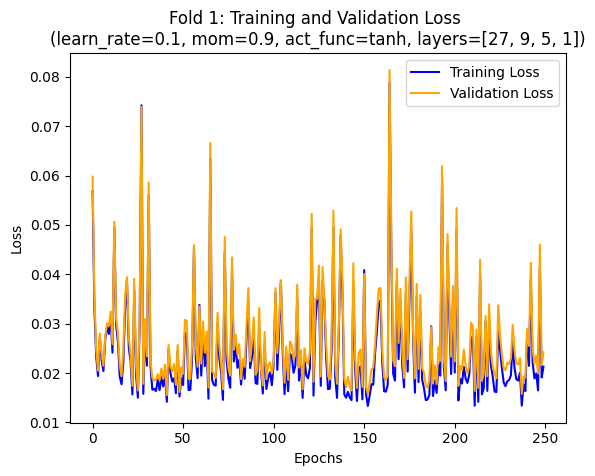 Fold 1: Training and Validation Loss
(learn_rate=0.1, mom=0.9, act_func=tanh, layers=[27, 9, 5, 1])
Training Loss
Validation Loss
0.08
0.07
0.06
0.05
0.04
0.03
0.02
0.01
Loss
0
50
100
150
200
250
Epochs